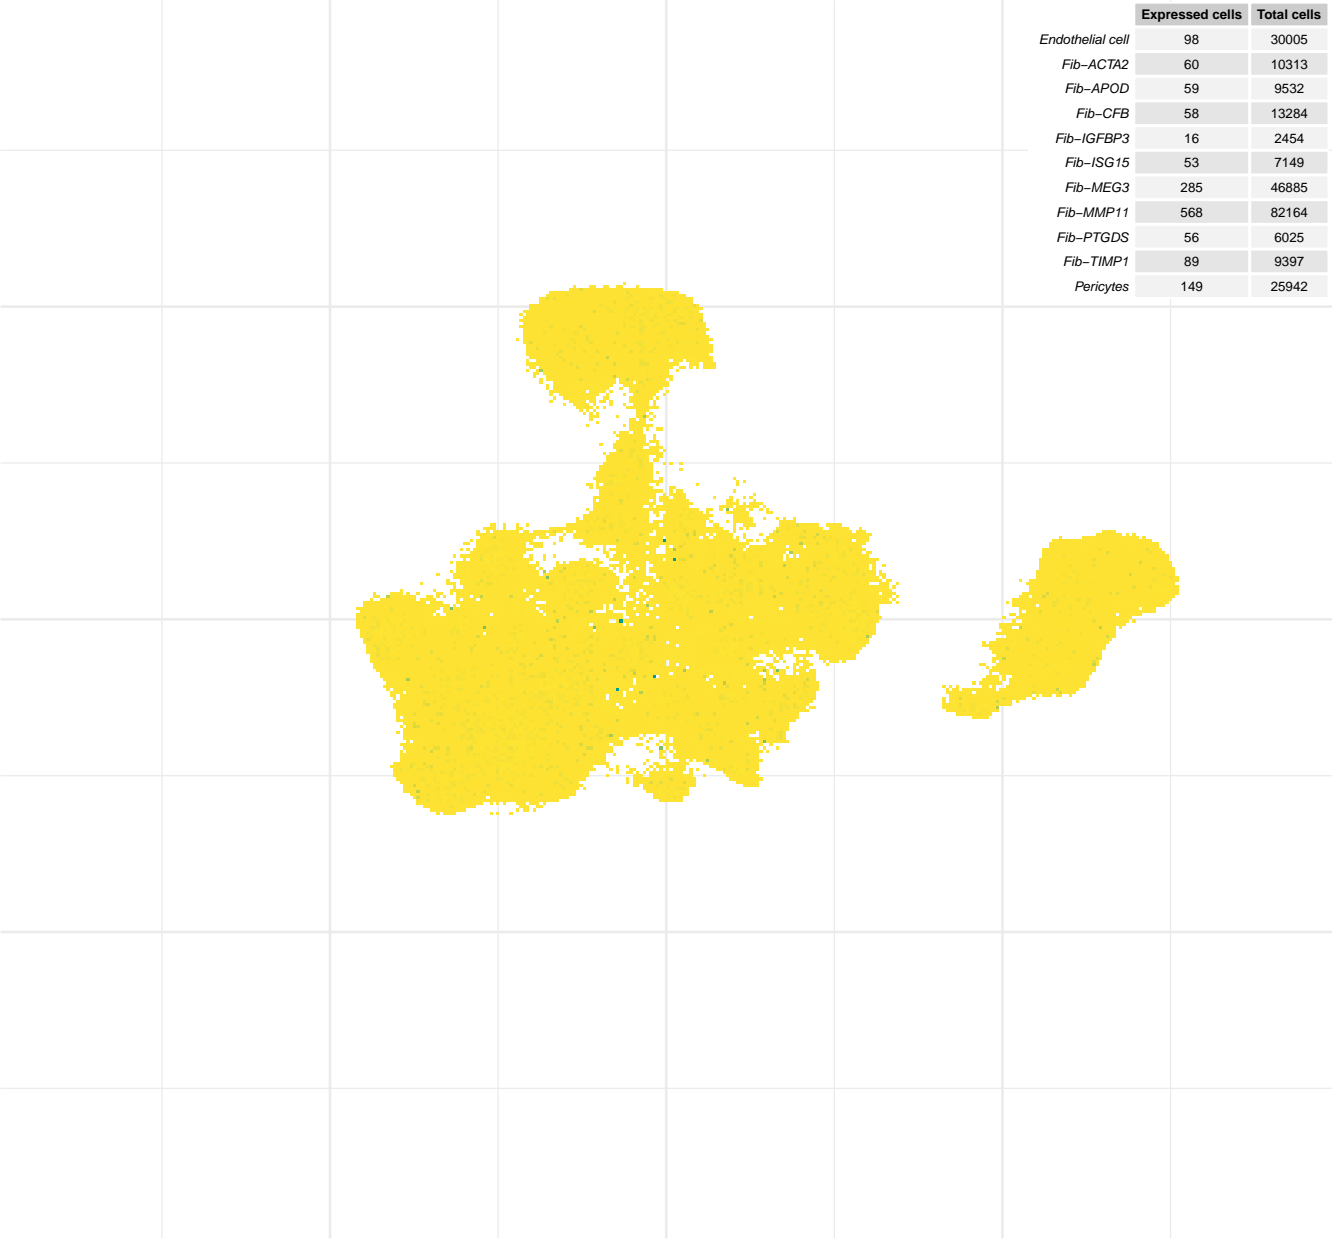 Expressed cells Total cells
Endothelial cell 98 30005
Fib−ACTA2 60 10313
Fib−APOD 59 9532
Fib−CFB 58 13284
Fib−IGFBP3 16 2454
Fib−ISG15 53 7149
Fib−MEG3 285 46885
Fib−MMP11 568 82164
Fib−PTGDS 56 6025
Fib−TIMP1 89 9397
Pericytes 149 25942